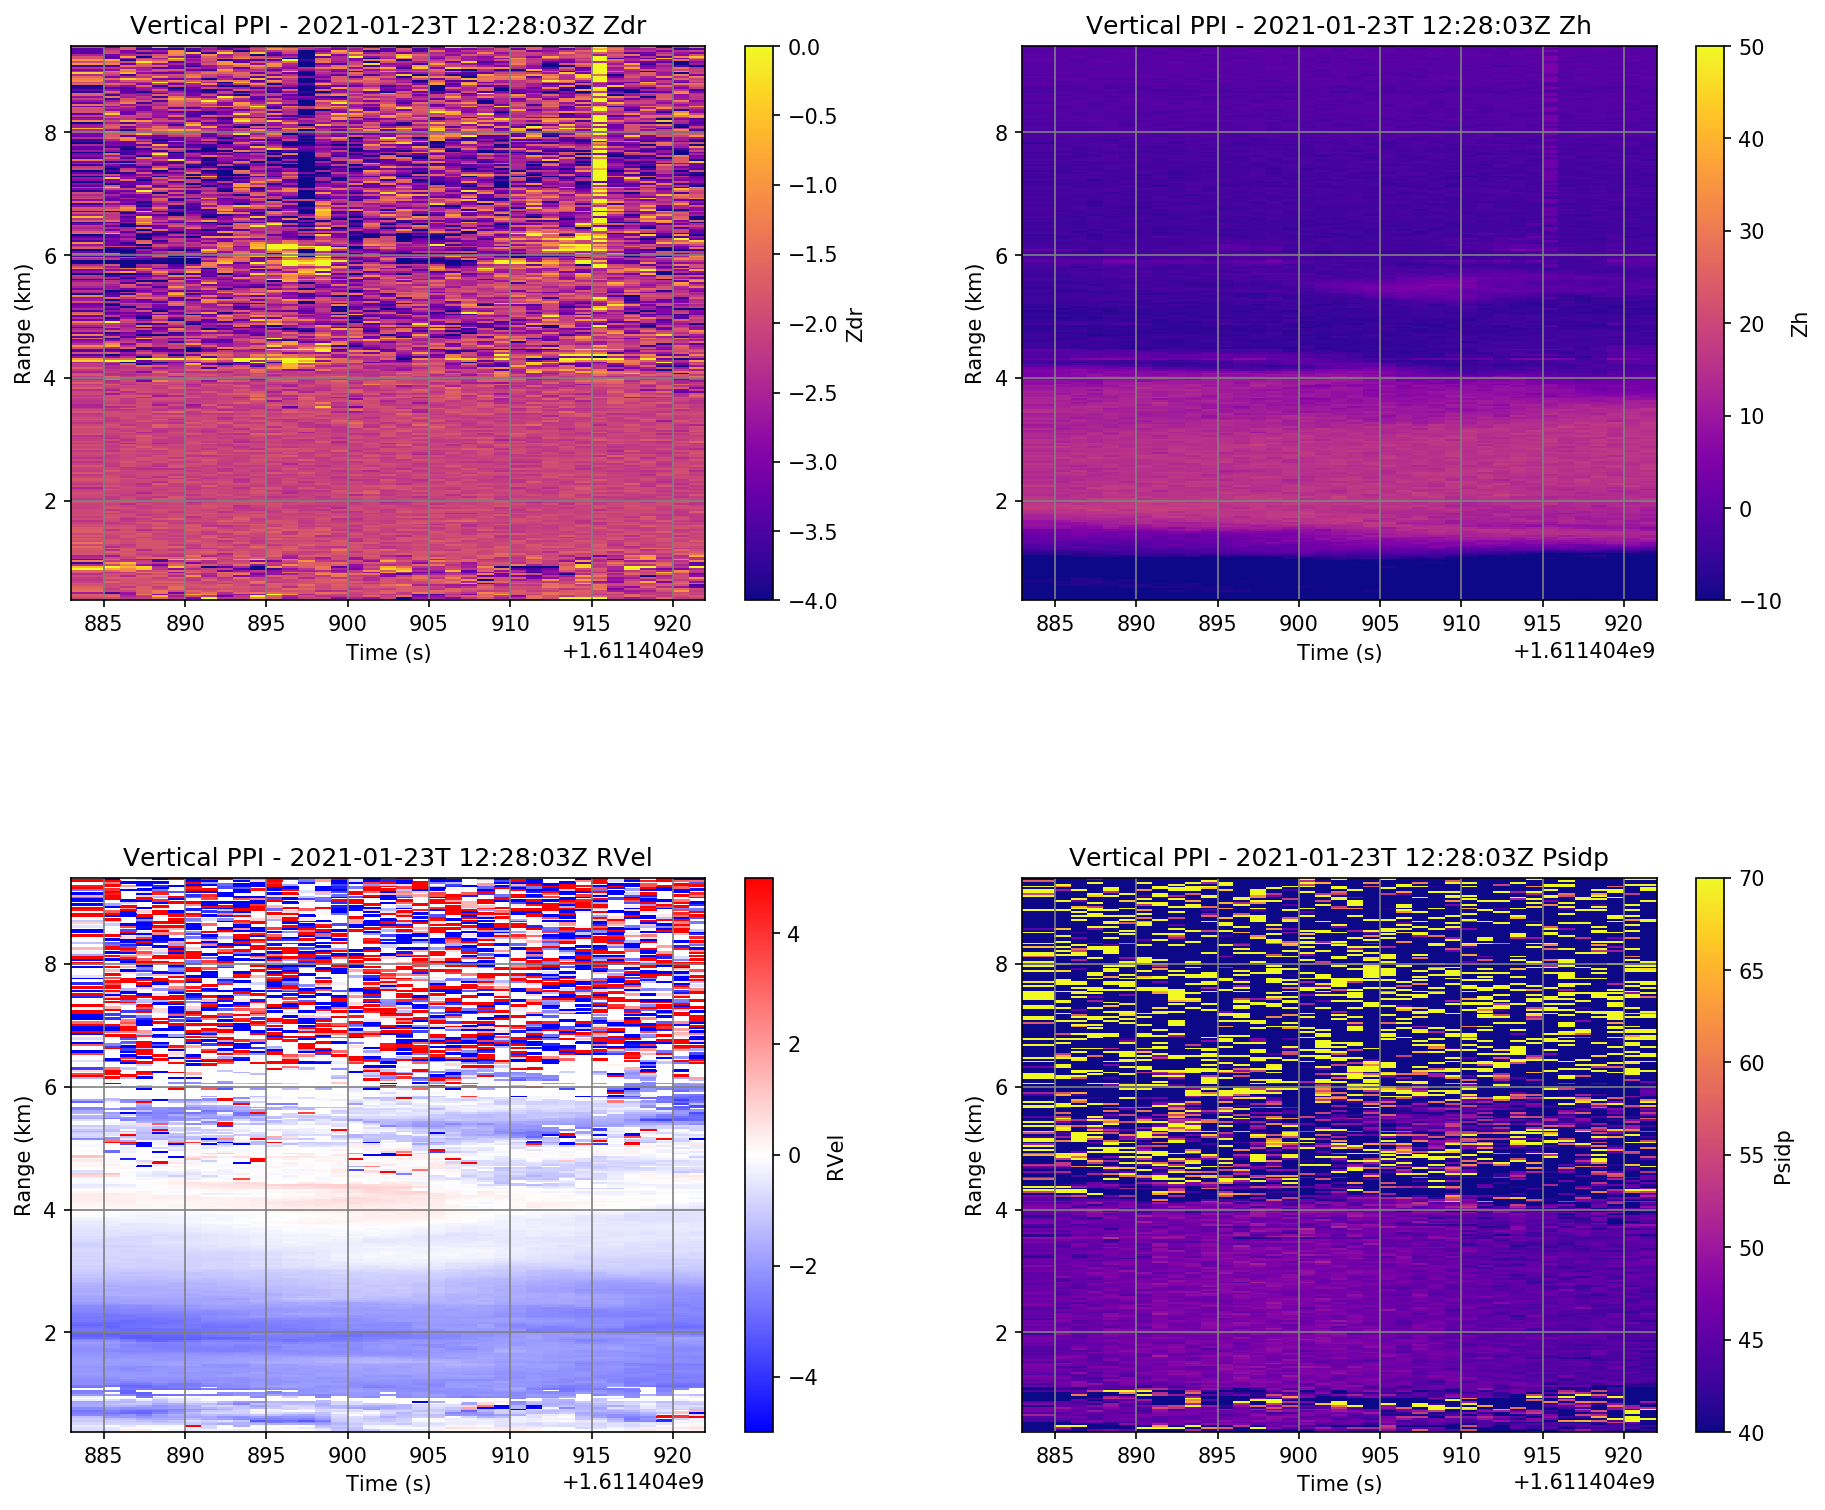 Vertical PPI - 2021-01-23T 12:28:03Z Zdr
Range (km)
8
6
4
2
885 890 895 900 905 910 915 920
Time (s)
+1.611404e9
0.0
−0.5
−1.0
−1.5
−2.0
−2.5
−3.0
−3.5
−4.0
Zdr
Vertical PPI - 2021-01-23T 12:28:03Z Zh
Range (km)
8
6
4
2
885 890 895 900 905 910 915 920
Time (s)
+1.611404e9
50
40
30
20
10
0
−10
Zh
Vertical PPI - 2021-01-23T 12:28:03Z RVel
Range (km)
8
6
4
2
885 890 895 900 905 910 915 920
Time (s)
+1.611404e9
4
2
0
−2
−4
RVel
Vertical PPI - 2021-01-23T 12:28:03Z Psidp
Range (km)
8
6
4
2
885 890 895 900 905 910 915 920
Time (s)
+1.611404e9
70
65
60
55
50
45
40
Psidp